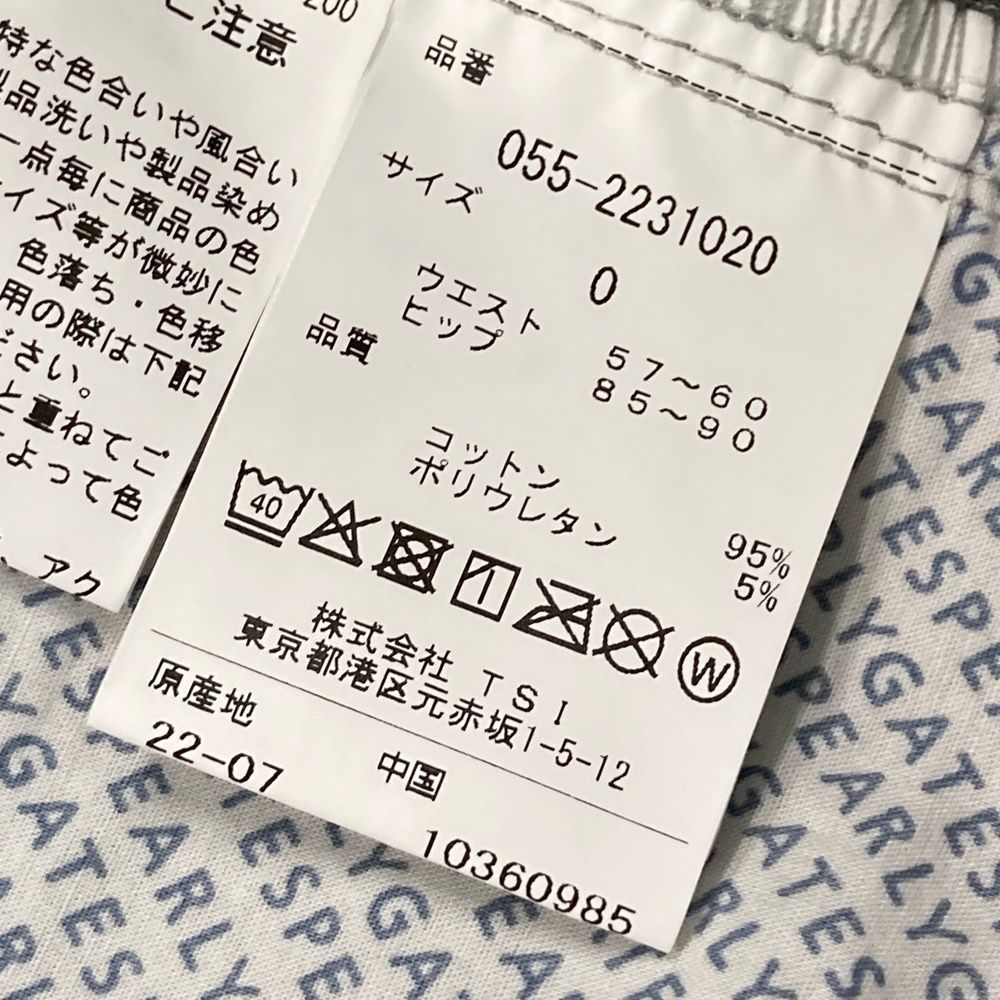 200
ご注意
特な色合いや風合い
製品洗いや製品染め
一点毎に商品の色
イズ等が微妙に
色落ち・色移
用の際は下記
ださい。
と重ねてご
よって色
、アク
品番
055-2231020
サイズ
0
ウエスト 57～60
ヒップ 85～90
品質
コットン 95%
ポリウレタン 5%
40
W
株式会社 TSI
東京都港区元赤坂1-5-12
原産地
中国
22-07
10360985
PEARLYGATES
PEARLYGATES
PEARLYGATES